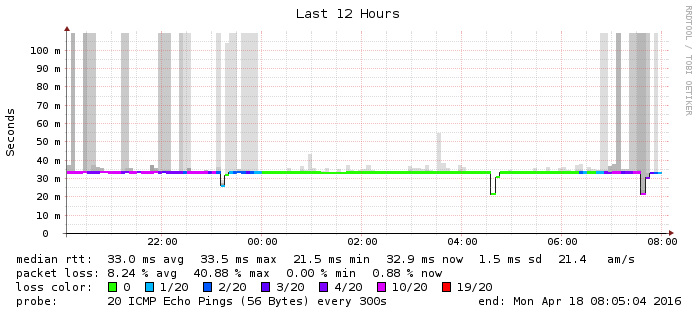 Last 12 Hours
RRDTOOL / TOBI OETIKER
Seconds
100 m
90 m
80 m
70 m
60 m
50 m
40 m
30 m
20 m
10 m
0
22:00 00:00 02:00 04:00 06:00 08:00
median rtt: 33.0 ms avg 33.5 ms max 21.5 ms min 32.9 ms now 1.5 ms sd 21.4 am/s
packet loss: 8.24 % avg 40.88 % max 0.00 % min 0.88 % now
loss color: 0 1/20 2/20 3/20 4/20 10/20 19/20
probe: 20 ICMP Echo Pings (56 Bytes) every 300s end: Mon Apr 18 08:05:04 2016